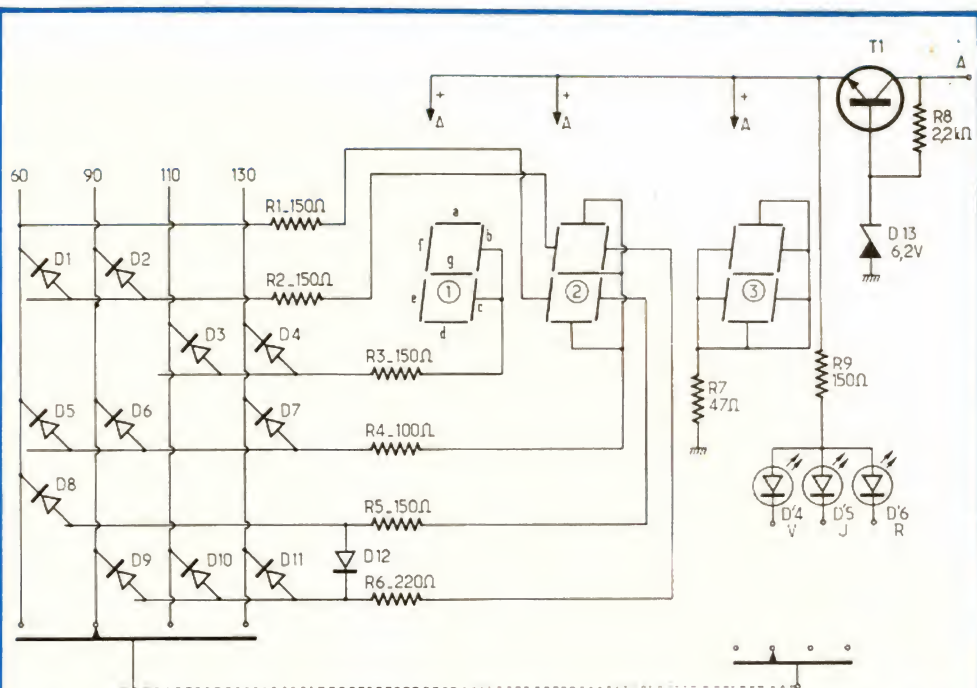 T1
Δ
+ + +
Δ Δ Δ
R8
2,2kΩ
60 90 110 130
R1_150Ω
a
f b
g
D13
6,2V
D1 D2
R2_150Ω
e 1 c
d
2
3
D3 D4
R3_150Ω
R7
47Ω
R9
150Ω
D5 D6 D7
R4_100Ω
D8
R5_150Ω
D'4 D'5 D'6
V J R
D9 D10 D11
D12
R6_220Ω